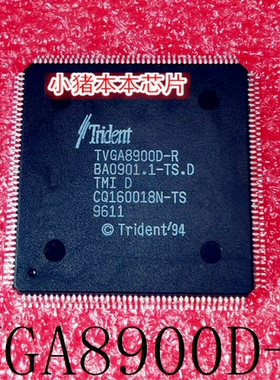 小猪本本芯片
Trident
TVGA8900D-R
BA0901.1-TS.D
TMI D
CQ160018N-TS
9611
© Trident'94
GA8900D-